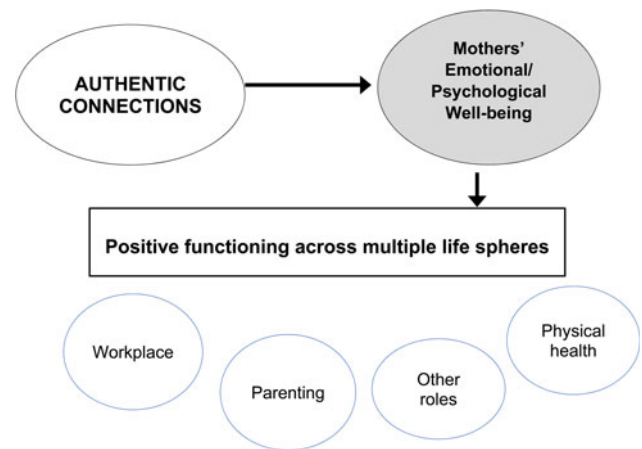 AUTHENTIC
CONNECTIONS
Mothers’
Emotional/
Psychological
Well-being
Positive functioning across multiple life spheres
Workplace
Parenting
Other
roles
Physical
health